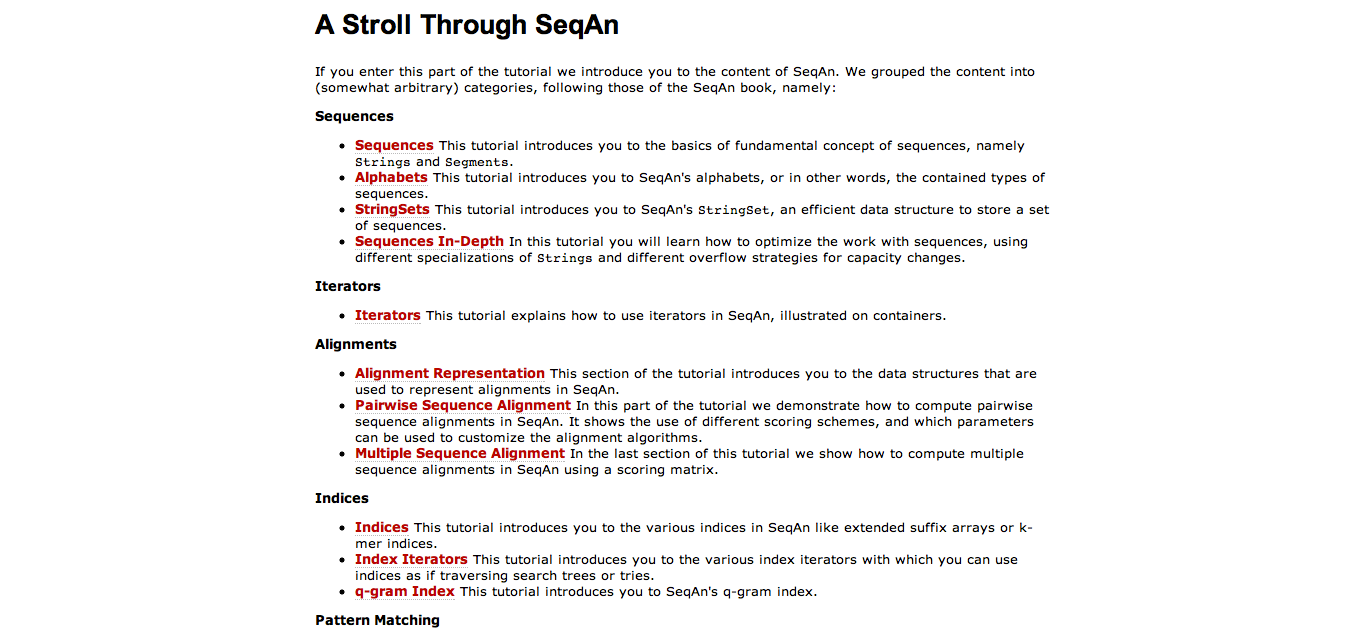 A Stroll Through SeqAn
If you enter this part of the tutorial we introduce you to the content of SeqAn. We grouped the content into
(somewhat arbitrary) categories, following those of the SeqAn book, namely:
Sequences
• Sequences This tutorial introduces you to the basics of fundamental concept of sequences, namely
Strings and Segments.
• Alphabets This tutorial introduces you to SeqAn's alphabets, or in other words, the contained types of
sequences.
• StringSets This tutorial introduces you to SeqAn's StringSet, an efficient data structure to store a set
of sequences.
• Sequences In-Depth In this tutorial you will learn how to optimize the work with sequences, using
different specializations of Strings and different overflow strategies for capacity changes.
Iterators
• Iterators This tutorial explains how to use iterators in SeqAn, illustrated on containers.
Alignments
• Alignment Representation This section of the tutorial introduces you to the data structures that are
used to represent alignments in SeqAn.
• Pairwise Sequence Alignment In this part of the tutorial we demonstrate how to compute pairwise
sequence alignments in SeqAn. It shows the use of different scoring schemes, and which parameters
can be used to customize the alignment algorithms.
• Multiple Sequence Alignment In the last section of this tutorial we show how to compute multiple
sequence alignments in SeqAn using a scoring matrix.
Indices
• Indices This tutorial introduces you to the various indices in SeqAn like extended suffix arrays or k-
mer indices.
• Index Iterators This tutorial introduces you to the various index iterators with which you can use
indices as if traversing search trees or tries.
• q-gram Index This tutorial introduces you to SeqAn's q-gram index.
Pattern Matching